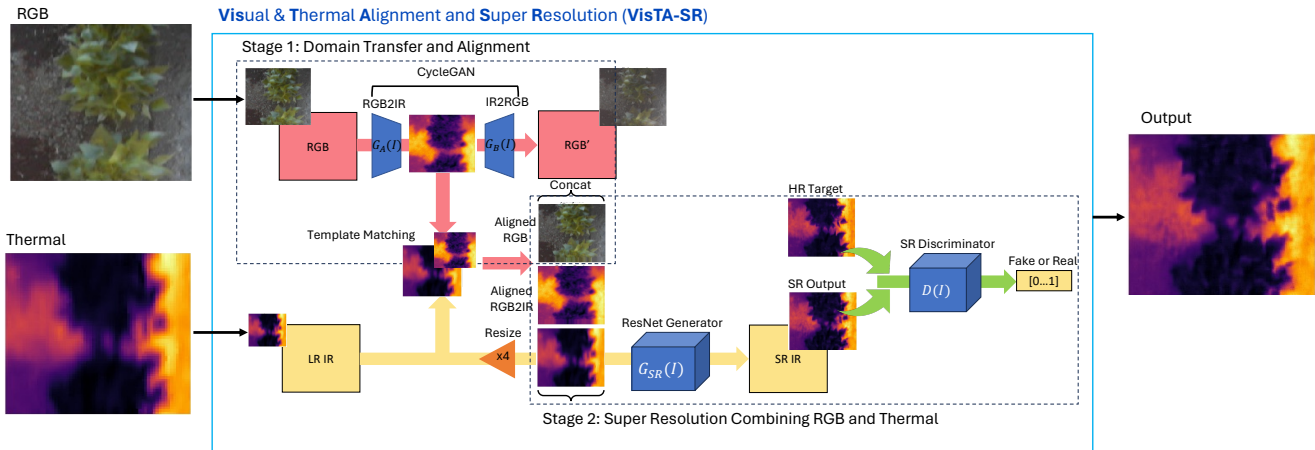 RGB
Visual & Thermal Alignment and Super Resolution (VisTA-SR)
Stage 1: Domain Transfer and Alignment
CycleGAN
RGB2IR
IR2RGB
RGB
G_A(I)
G_B(I)
RGB'
Concat
Thermal
Template Matching
Aligned
RGB
Aligned
RGB2IR
Resize
x4
LR IR
ResNet Generator
G_SR(I)
SR IR
HR Target
SR Output
SR Discriminator
D(I)
Fake or Real
[0...1]
Output
Stage 2: Super Resolution Combining RGB and Thermal